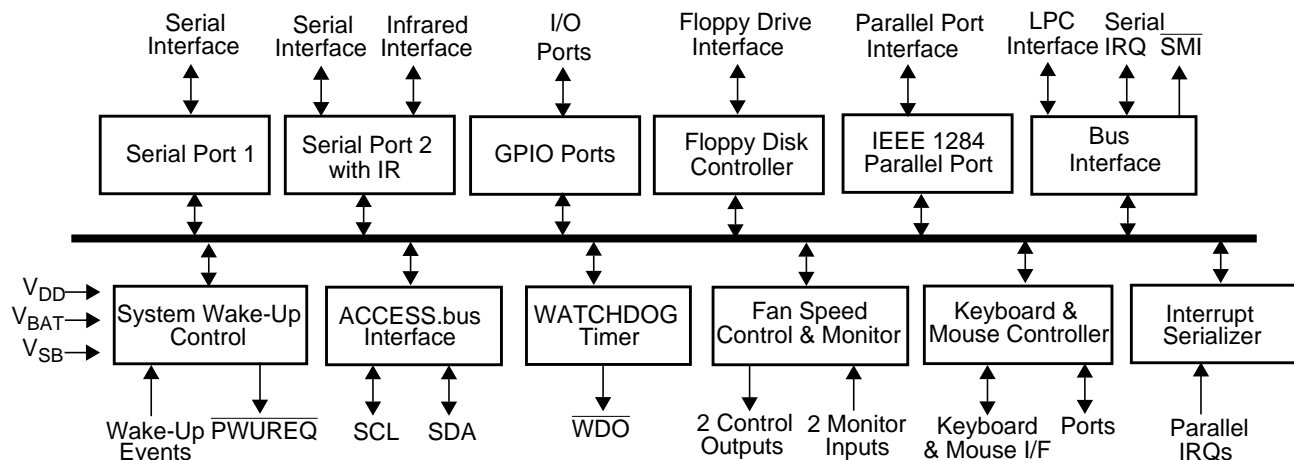 Serial
Interface
Serial
Interface
Infrared
Interface
I/O
Ports
Floppy Drive
Interface
Parallel Port
Interface
LPC
Interface
Serial
IRQ
SMI
Serial Port 1
Serial Port 2
with IR
GPIO Ports
Floppy Disk
Controller
IEEE 1284
Parallel Port
Bus
Interface
VDD
VBAT
VSB
System Wake-Up
Control
ACCESS.bus
Interface
WATCHDOG
Timer
Fan Speed
Control & Monitor
Keyboard &
Mouse Controller
Interrupt
Serializer
Wake-Up
Events
PWUREQ
SCL
SDA
WDO
2 Control
Outputs
2 Monitor
Inputs
Keyboard
& Mouse I/F
Ports
Parallel
IRQs